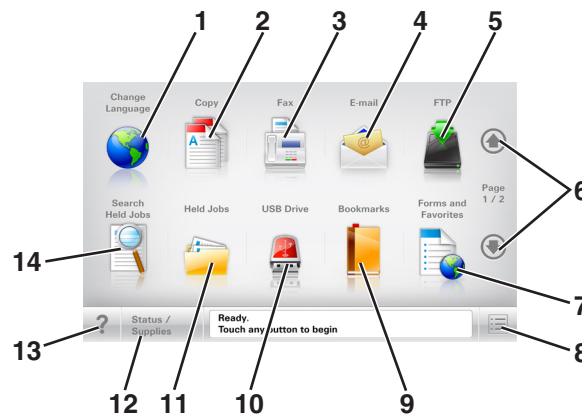 1 2 3 4 5
Change Language Copy Fax E-mail FTP
A @
6
Page
1 / 2
Search Held Jobs Held Jobs USB Drive Bookmarks Forms and Favorites
14
7
? Status / Supplies Ready.
Touch any button to begin
8
13 12 11 10 9